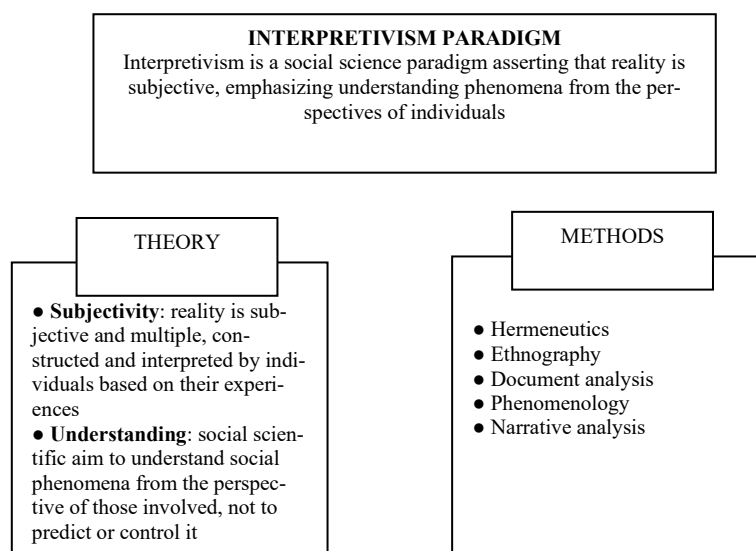 INTERPRETIVISM PARADIGM
Interpretivism is a social science paradigm asserting that reality is
subjective, emphasizing understanding phenomena from the per-
spectives of individuals
THEORY
● Subjectivity: reality is sub-
jective and multiple, con-
structed and interpreted by indi-
viduals based on their experi-
ences
● Understanding: social scien-
tific aim to understand social
phenomena from the perspec-
tive of those involved, not to
predict or control it
METHODS
● Hermeneutics
● Ethnography
● Document analysis
● Phenomenology
● Narrative analysis